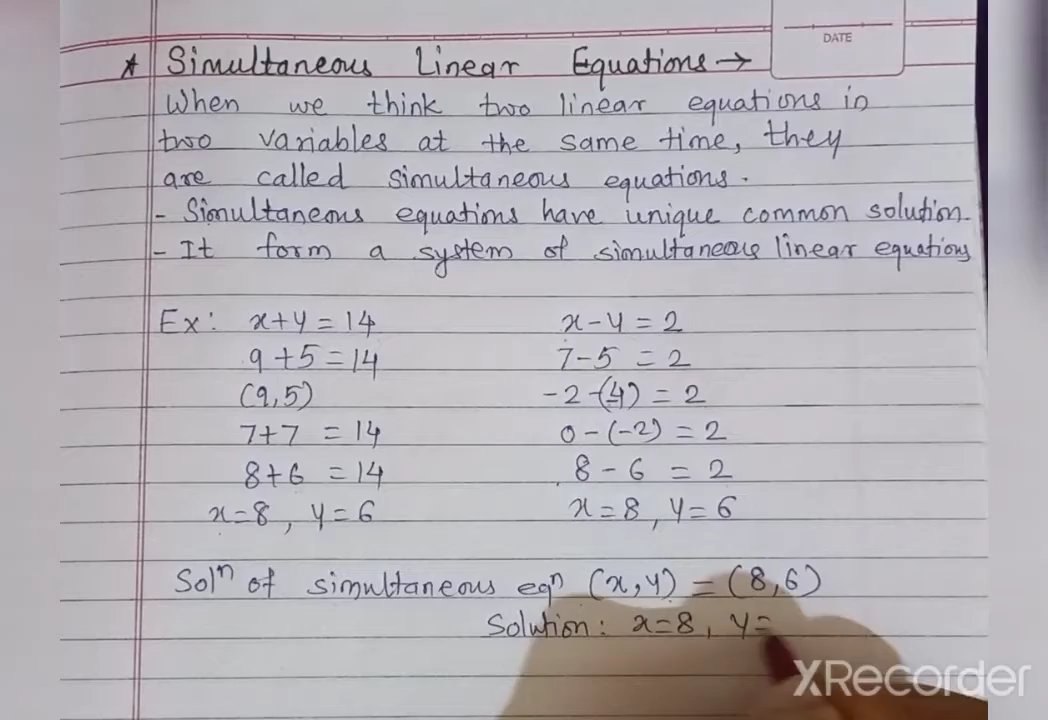 DATE
* Simultaneous Linear Equations →
When we think two linear equations in
two variables at the same time, they
are called simultaneous equations.
- Simultaneous equations have unique common solution.
- It form a system of simultaneous linear equations
Ex: x+y = 14    x-y = 2
9+5 = 14    7-5 = 2
(9,5)    -2-(4) = 2
7+7 = 14    0-(-2) = 2
8+6 = 14    8-6 = 2
x=8, y=6    x=8, y=6
Solⁿ of simultaneous eqⁿ (x,y) = (8,6)
Solution: x=8, y=
XRecorder